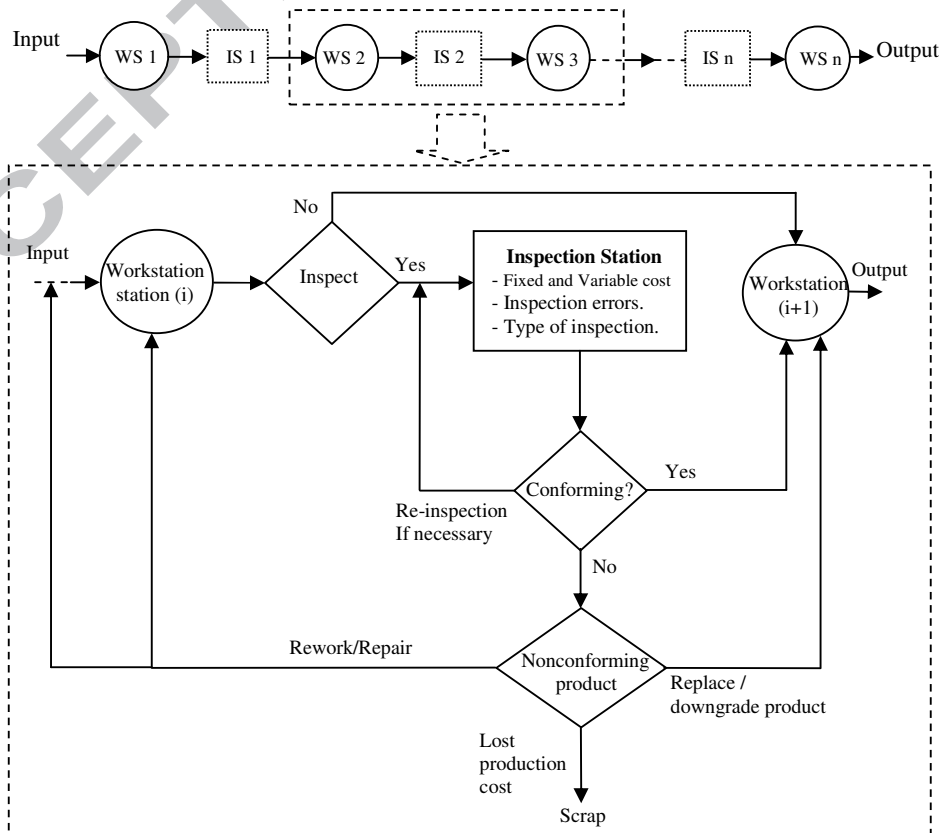 Input
WS 1
IS 1
WS 2
IS 2
WS 3
IS n
WS n
Output
CEPT
No
Input
Workstation
station (i)
Inspect
Yes
Inspection Station
- Fixed and Variable cost
- Inspection errors.
- Type of inspection.
Workstation
(i+1)
Output
Conforming?
Yes
Re-inspection
If necessary
No
Rework/Repair
Nonconforming
product
Replace /
downgrade product
Lost
production
cost
Scrap